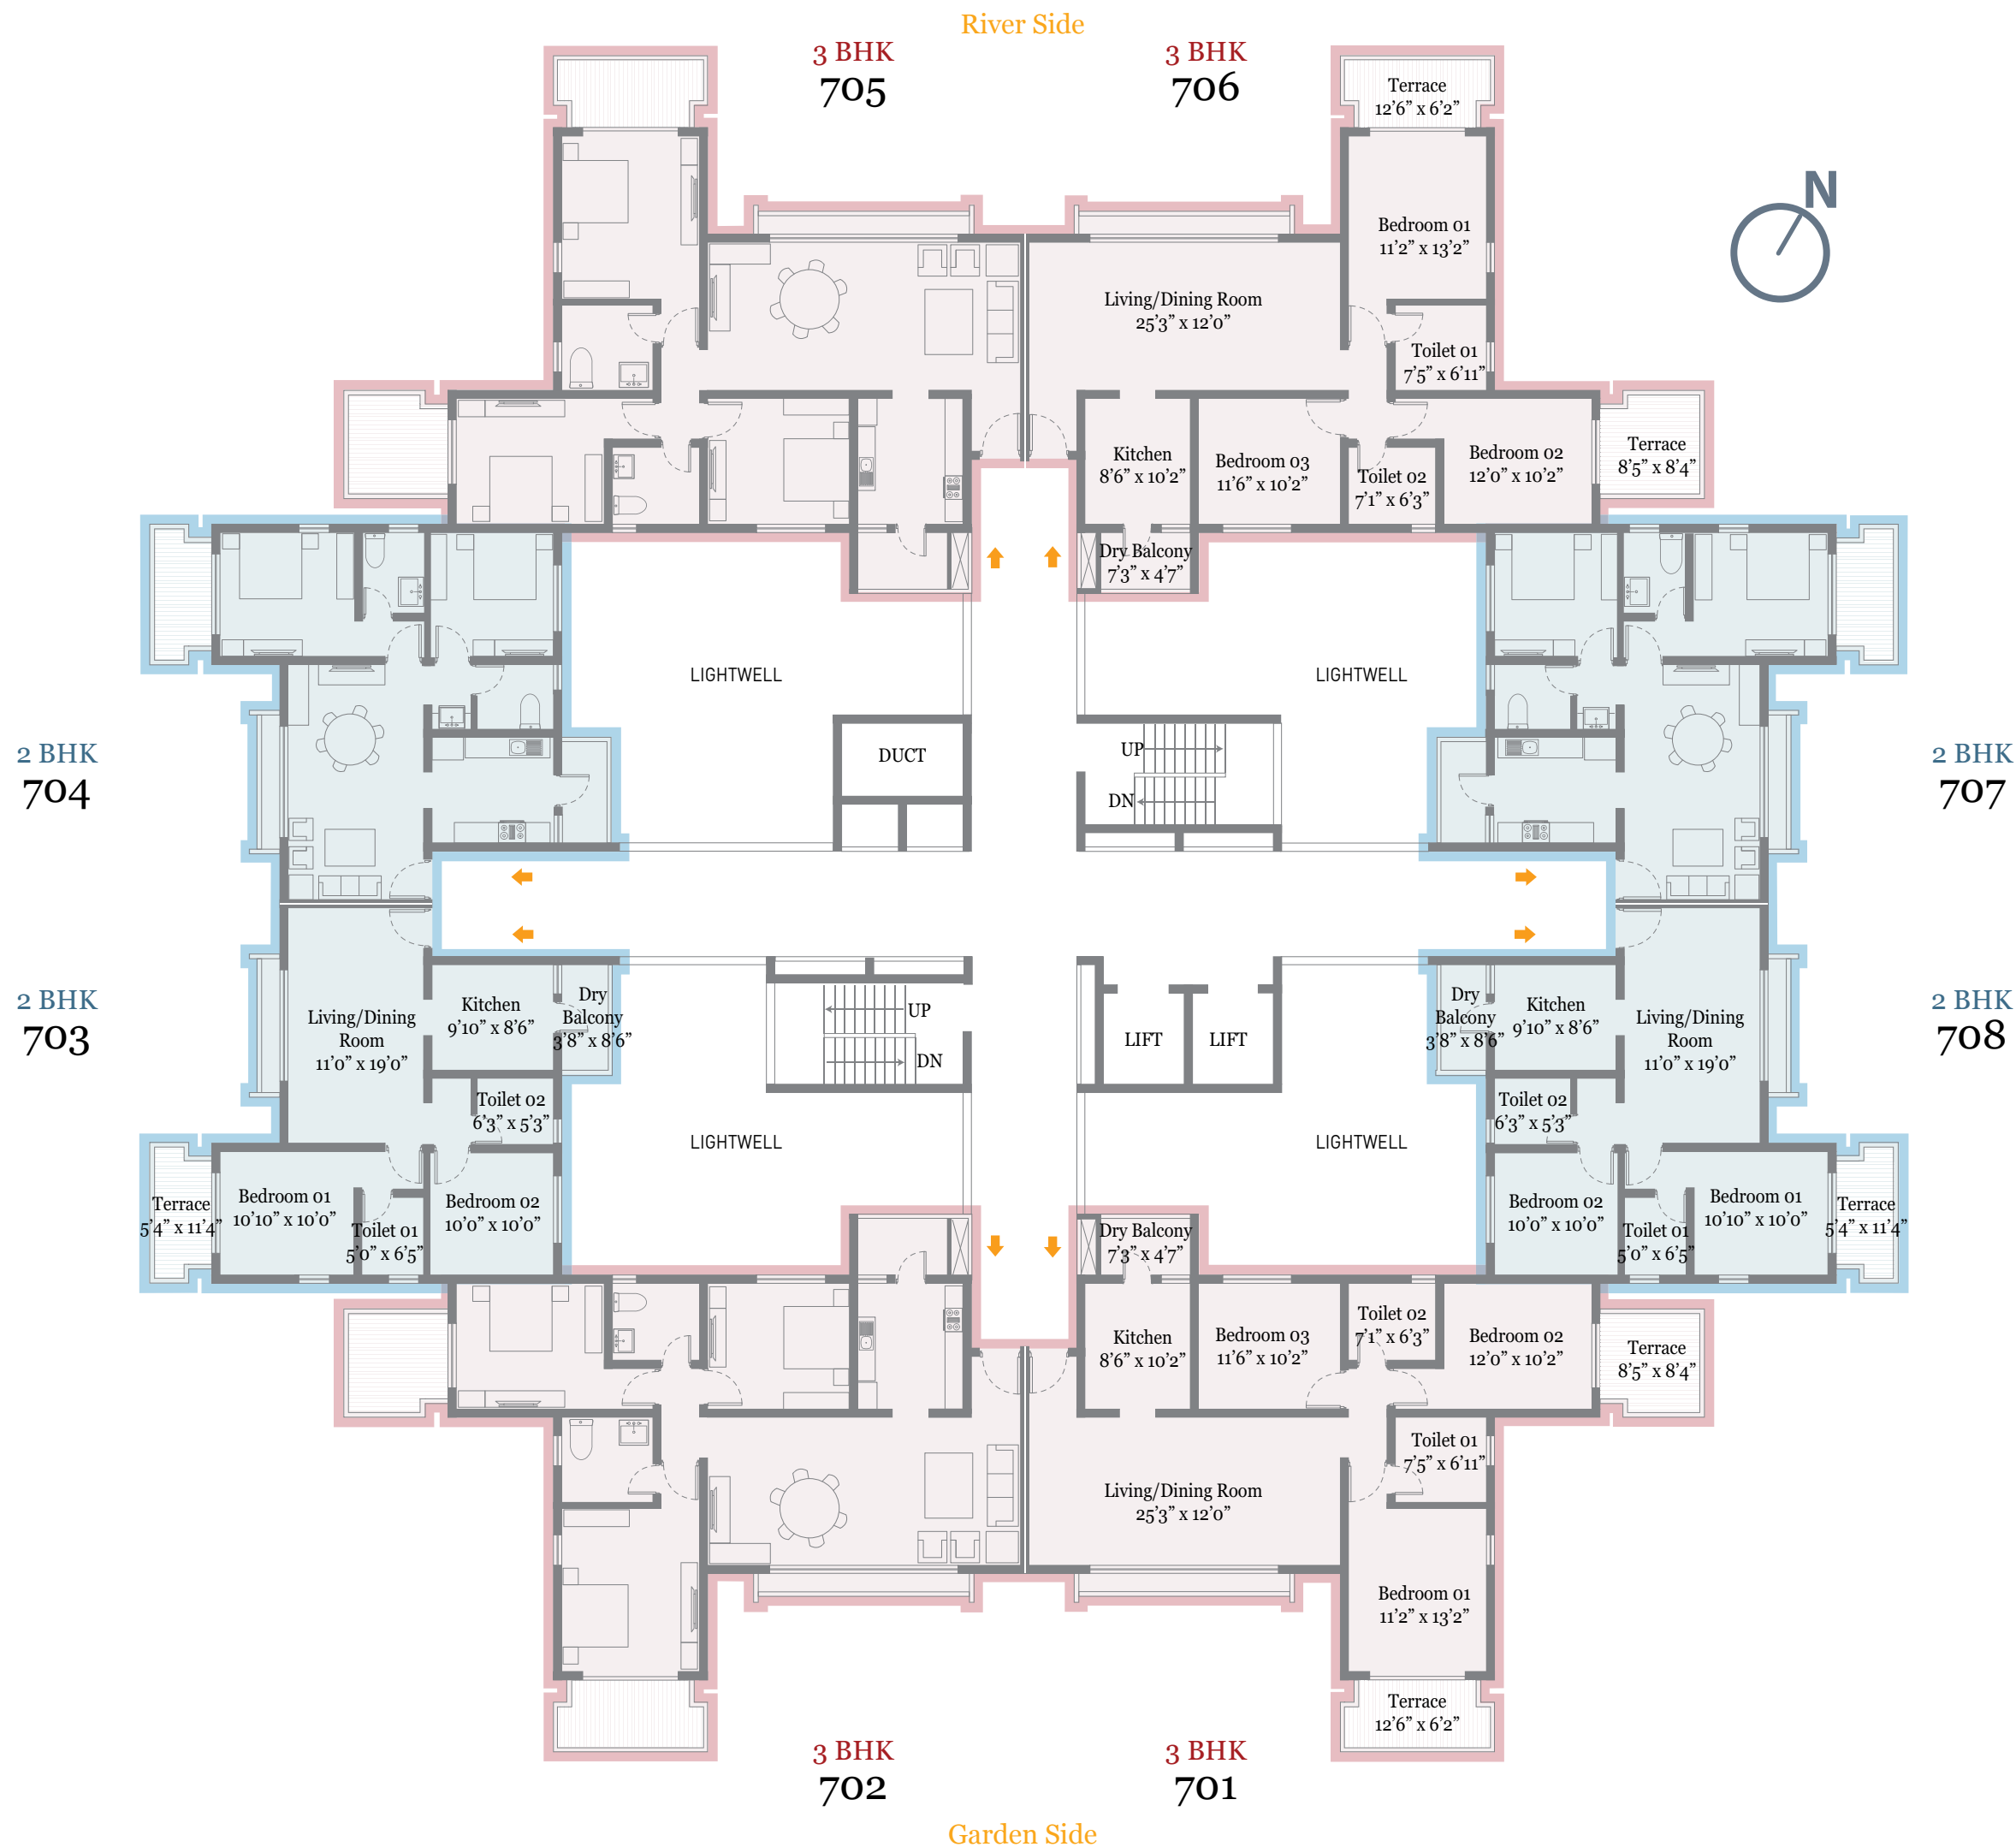 River Side
3 BHK
705
3 BHK
706
Terrace
12’6” x 6’2”
N
Bedroom 01
11’2” x 13’2”
Living/Dining Room
25’3” x 12’0”
Toilet 01
7’5” x 6’11”
Kitchen
8’6” x 10’2”
Bedroom 03
11’6” x 10’2”
Toilet 02
7’1” x 6’3”
Bedroom 02
12’0” x 10’2”
Terrace
8’5” x 8’4”
Dry Balcony
7’3” x 4’7”
LIGHTWELL
LIGHTWELL
2 BHK
704
DUCT
UP
DN
2 BHK
707
2 BHK
703
Living/Dining
Room
11’0” x 19’0”
Kitchen
9’10” x 8’6”
Dry
Balcony
3’8” x 8’6”
UP
DN
LIFT
LIFT
Dry
Balcony
3’8” x 8’6”
Kitchen
9’10” x 8’6”
Living/Dining
Room
11’0” x 19’0”
2 BHK
708
Toilet 02
6’3” x 5’3”
Toilet 02
6’3” x 5’3”
LIGHTWELL
LIGHTWELL
Terrace
5’4” x 11’4”
Bedroom 01
10’10” x 10’0”
Toilet 01
5’0” x 6’5”
Bedroom 02
10’0” x 10’0”
Bedroom 02
10’0” x 10’0”
Toilet 01
5’0” x 6’5”
Bedroom 01
10’10” x 10’0”
Terrace
5’4” x 11’4”
Dry Balcony
7’3” x 4’7”
Kitchen
8’6” x 10’2”
Bedroom 03
11’6” x 10’2”
Toilet 02
7’1” x 6’3”
Bedroom 02
12’0” x 10’2”
Terrace
8’5” x 8’4”
Toilet 01
7’5” x 6’11”
Living/Dining Room
25’3” x 12’0”
Bedroom 01
11’2” x 13’2”
Terrace
12’6” x 6’2”
3 BHK
702
3 BHK
701
Garden Side